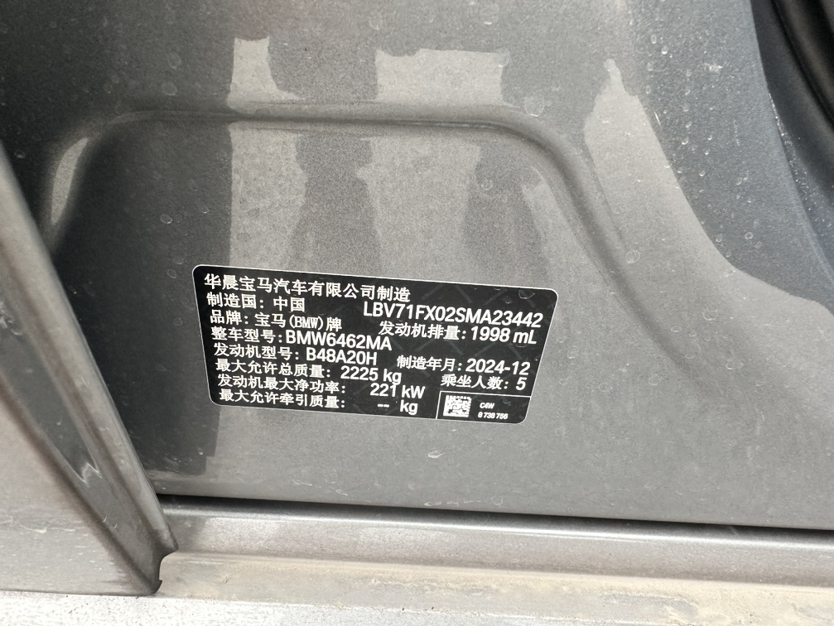 华晨宝马汽车有限公司制造
制造国：中国 LBV71FX02SMA23442
品牌：宝马(BMW)牌 发动机排量：1998 mL
整车型号：BMW6462MA
发动机型号：B48A20H 制造年月：2024-12
最大允许总质量：2225 kg 乘坐人数：5
发动机最大净功率：221 kW
最大允许牵引质量：-- kg
C4W
6 738 786